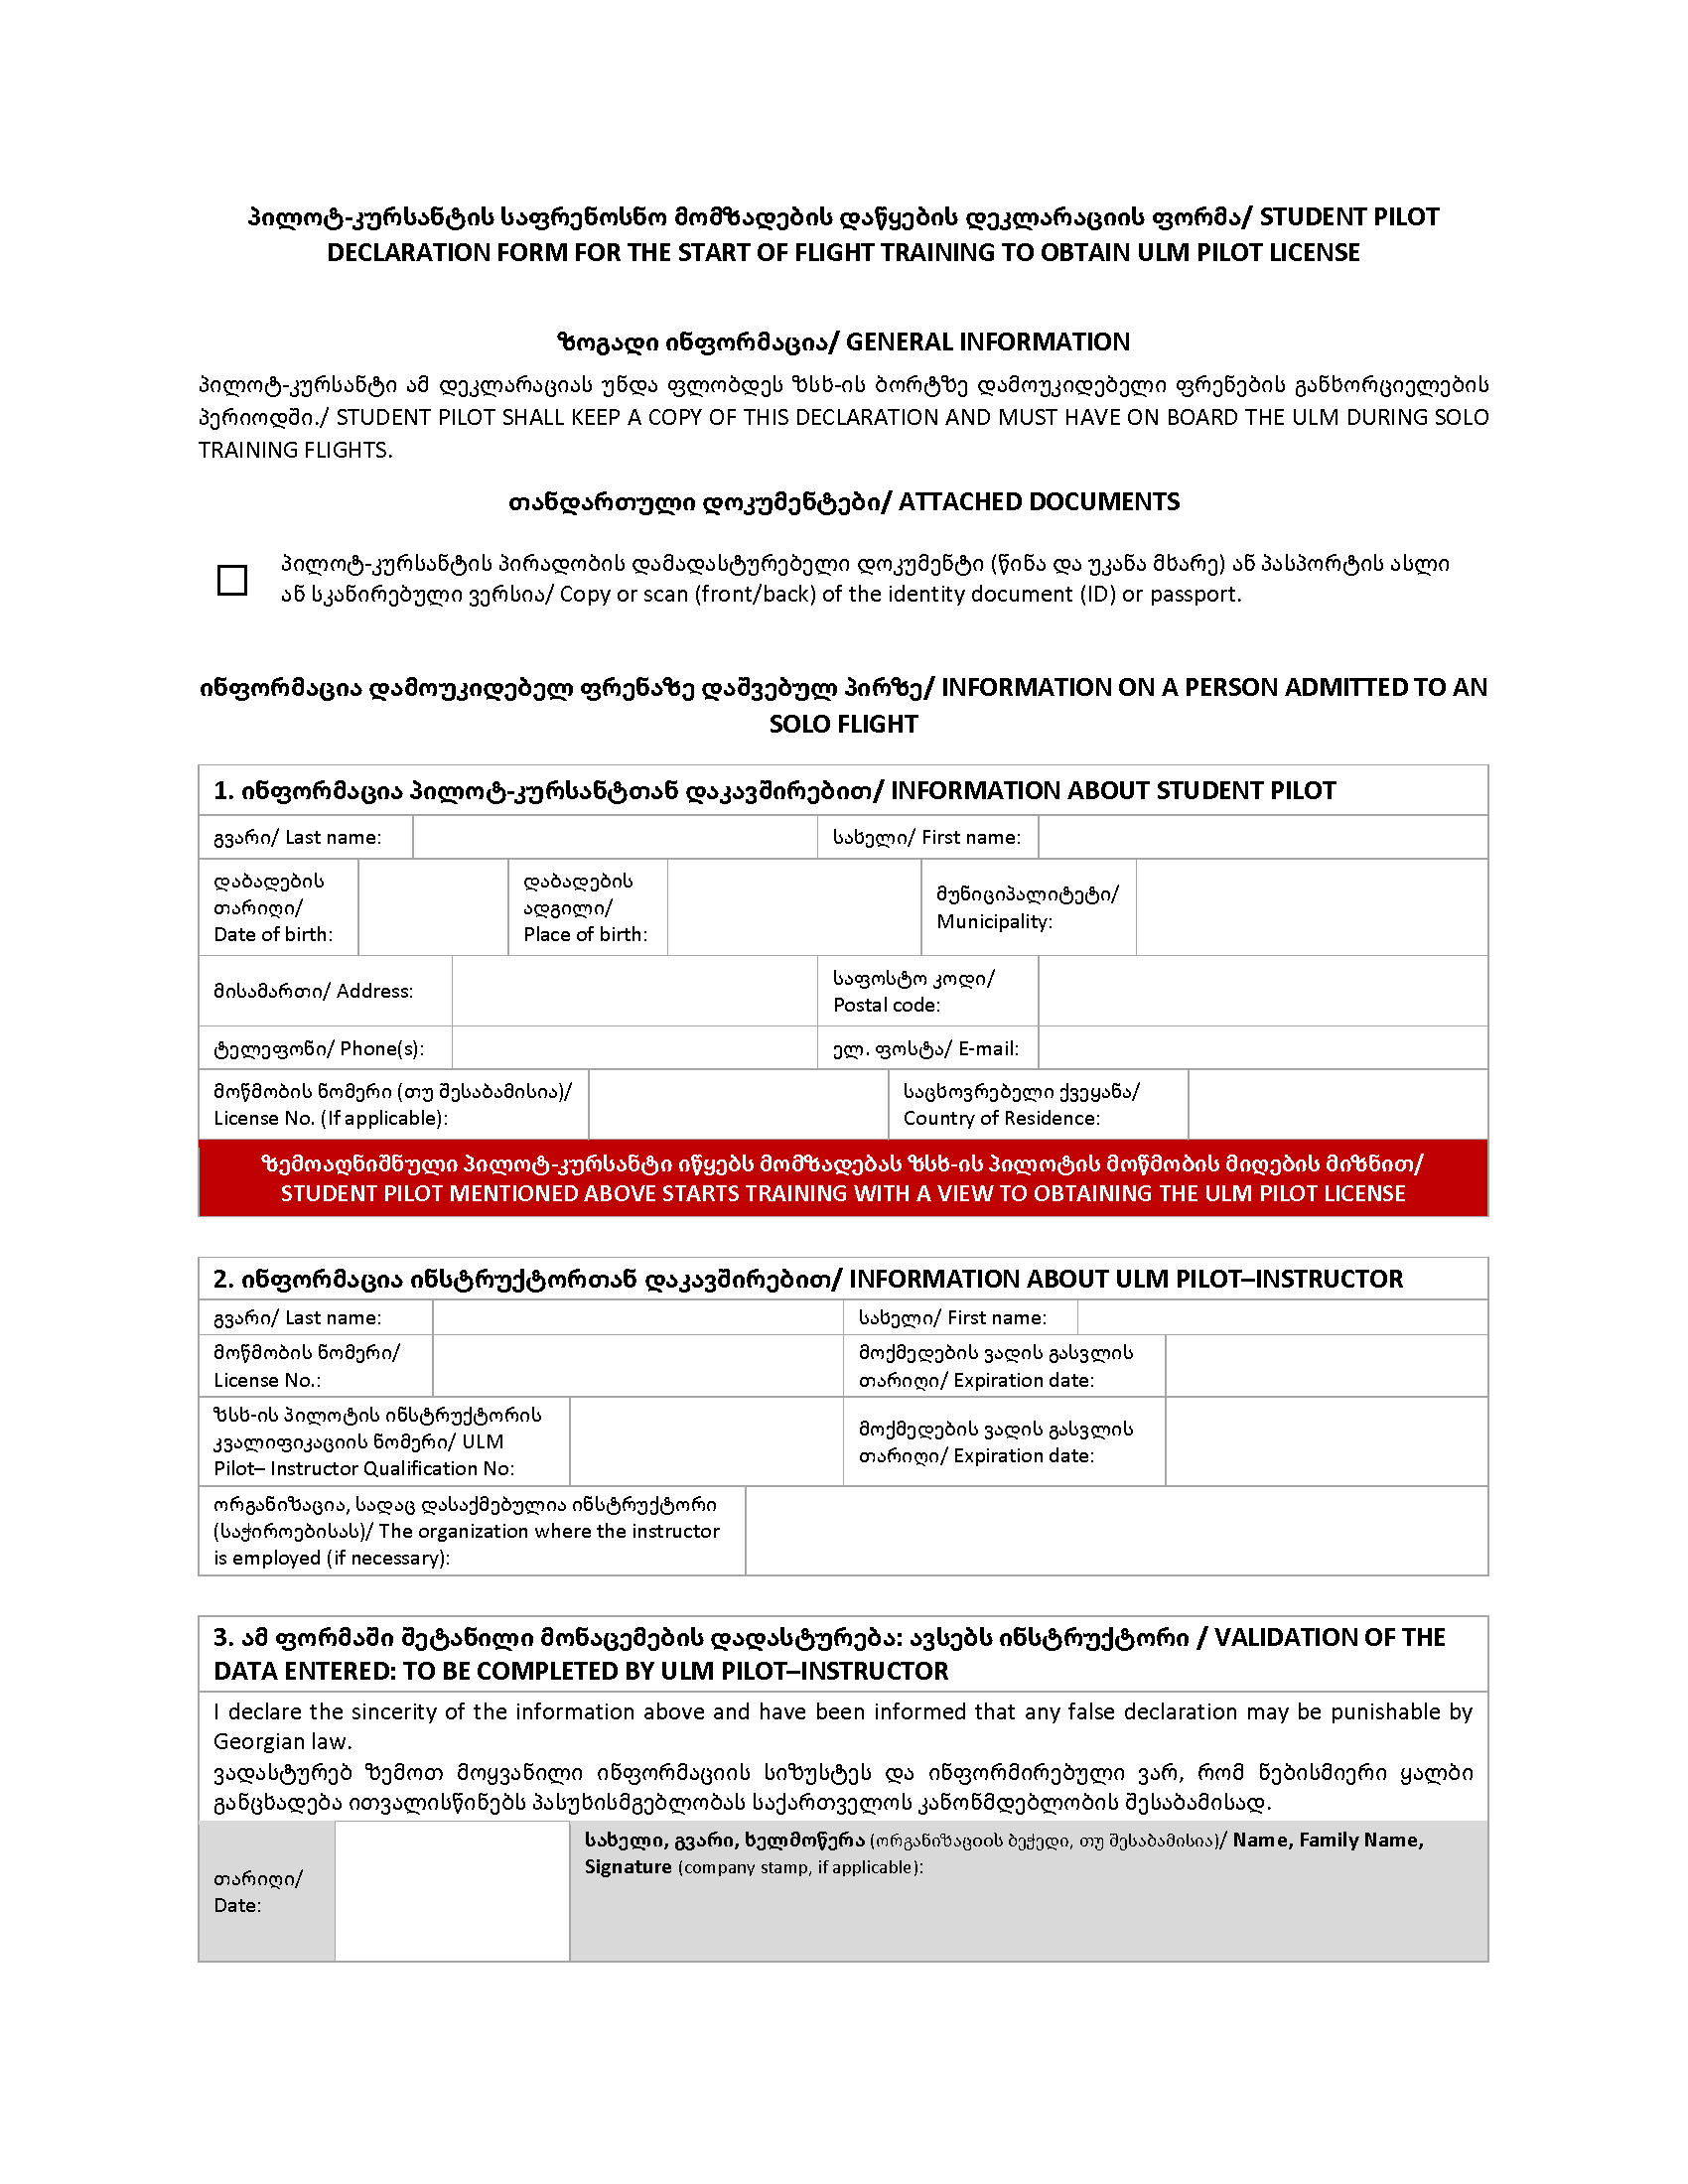 პილოტ-კურსანტის საფრენოსნო მომზადების დაწყების დეკლარაციის ფორმა/ STUDENT PILOT
DECLARATION FORM FOR THE START OF FLIGHT TRAINING TO OBTAIN ULM PILOT LICENSE
ზოგადი ინფორმაცია/ GENERAL INFORMATION
პილოტ-კურსანტი ამ დეკლარაციას უნდა ფლობდეს ზსხ-ის ბორტზე დამოუკიდებელი ფრენების განხორციელების
პერიოდში./ STUDENT PILOT SHALL KEEP A COPY OF THIS DECLARATION AND MUST HAVE ON BOARD THE ULM DURING SOLO
TRAINING FLIGHTS.
თანდართული დოკუმენტები/ ATTACHED DOCUMENTS
პილოტ-კურსანტის პირადობის დამადასტურებელი დოკუმენტი (წინა და უკანა მხარე) ან პასპორტის ასლი
ან სკანირებული ვერსია/ Copy or scan (front/back) of the identity document (ID) or passport.
ინფორმაცია დამოუკიდებელ ფრენაზე დაშვებულ პირზე/ INFORMATION ON A PERSON ADMITTED TO AN
SOLO FLIGHT
1. ინფორმაცია პილოტ-კურსანტთან დაკავშირებით/ INFORMATION ABOUT STUDENT PILOT
გვარი/ Last name:
სახელი/ First name:
დაბადების
თარიღი/
Date of birth:
დაბადების
ადგილი/
Place of birth:
მუნიციპალიტეტი/
Municipality:
მისამართი/ Address:
საფოსტო კოდი/
Postal code:
ტელეფონი/ Phone(s):
ელ. ფოსტა/ E-mail:
მოწმობის ნომერი (თუ შესაბამისია)/
License No. (If applicable):
საცხოვრებელი ქვეყანა/
Country of Residence:
ზემოაღნიშნული პილოტ-კურსანტი იწყებს მომზადებას ზსხ-ის პილოტის მოწმობის მიღების მიზნით/
STUDENT PILOT MENTIONED ABOVE STARTS TRAINING WITH A VIEW TO OBTAINING THE ULM PILOT LICENSE
2. ინფორმაცია ინსტრუქტორთან დაკავშირებით/ INFORMATION ABOUT ULM PILOT–INSTRUCTOR
გვარი/ Last name:
სახელი/ First name:
მოწმობის ნომერი/
License No.:
მოქმედების ვადის გასვლის
თარიღი/ Expiration date:
ზსხ-ის პილოტის ინსტრუქტორის
კვალიფიკაციის ნომერი/ ULM
Pilot– Instructor Qualification No:
მოქმედების ვადის გასვლის
თარიღი/ Expiration date:
ორგანიზაცია, სადაც დასაქმებულია ინსტრუქტორი
(საჭიროებისას)/ The organization where the instructor
is employed (if necessary):
3. ამ ფორმაში შეტანილი მონაცემების დადასტურება: ავსებს ინსტრუქტორი / VALIDATION OF THE
DATA ENTERED: TO BE COMPLETED BY ULM PILOT–INSTRUCTOR
I declare the sincerity of the information above and have been informed that any false declaration may be punishable by
Georgian law.
ვადასტურებ ზემოთ მოყვანილი ინფორმაციის სიზუსტეს და ინფორმირებული ვარ, რომ ნებისმიერი ყალბი
განცხადება ითვალისწინებს პასუხისმგებლობას საქართველოს კანონმდებლობის შესაბამისად.
თარიღი/
Date:
სახელი, გვარი, ხელმოწერა (ორგანიზაციის ბეჭედი, თუ შესაბამისია)/ Name, Family Name,
Signature (company stamp, if applicable):